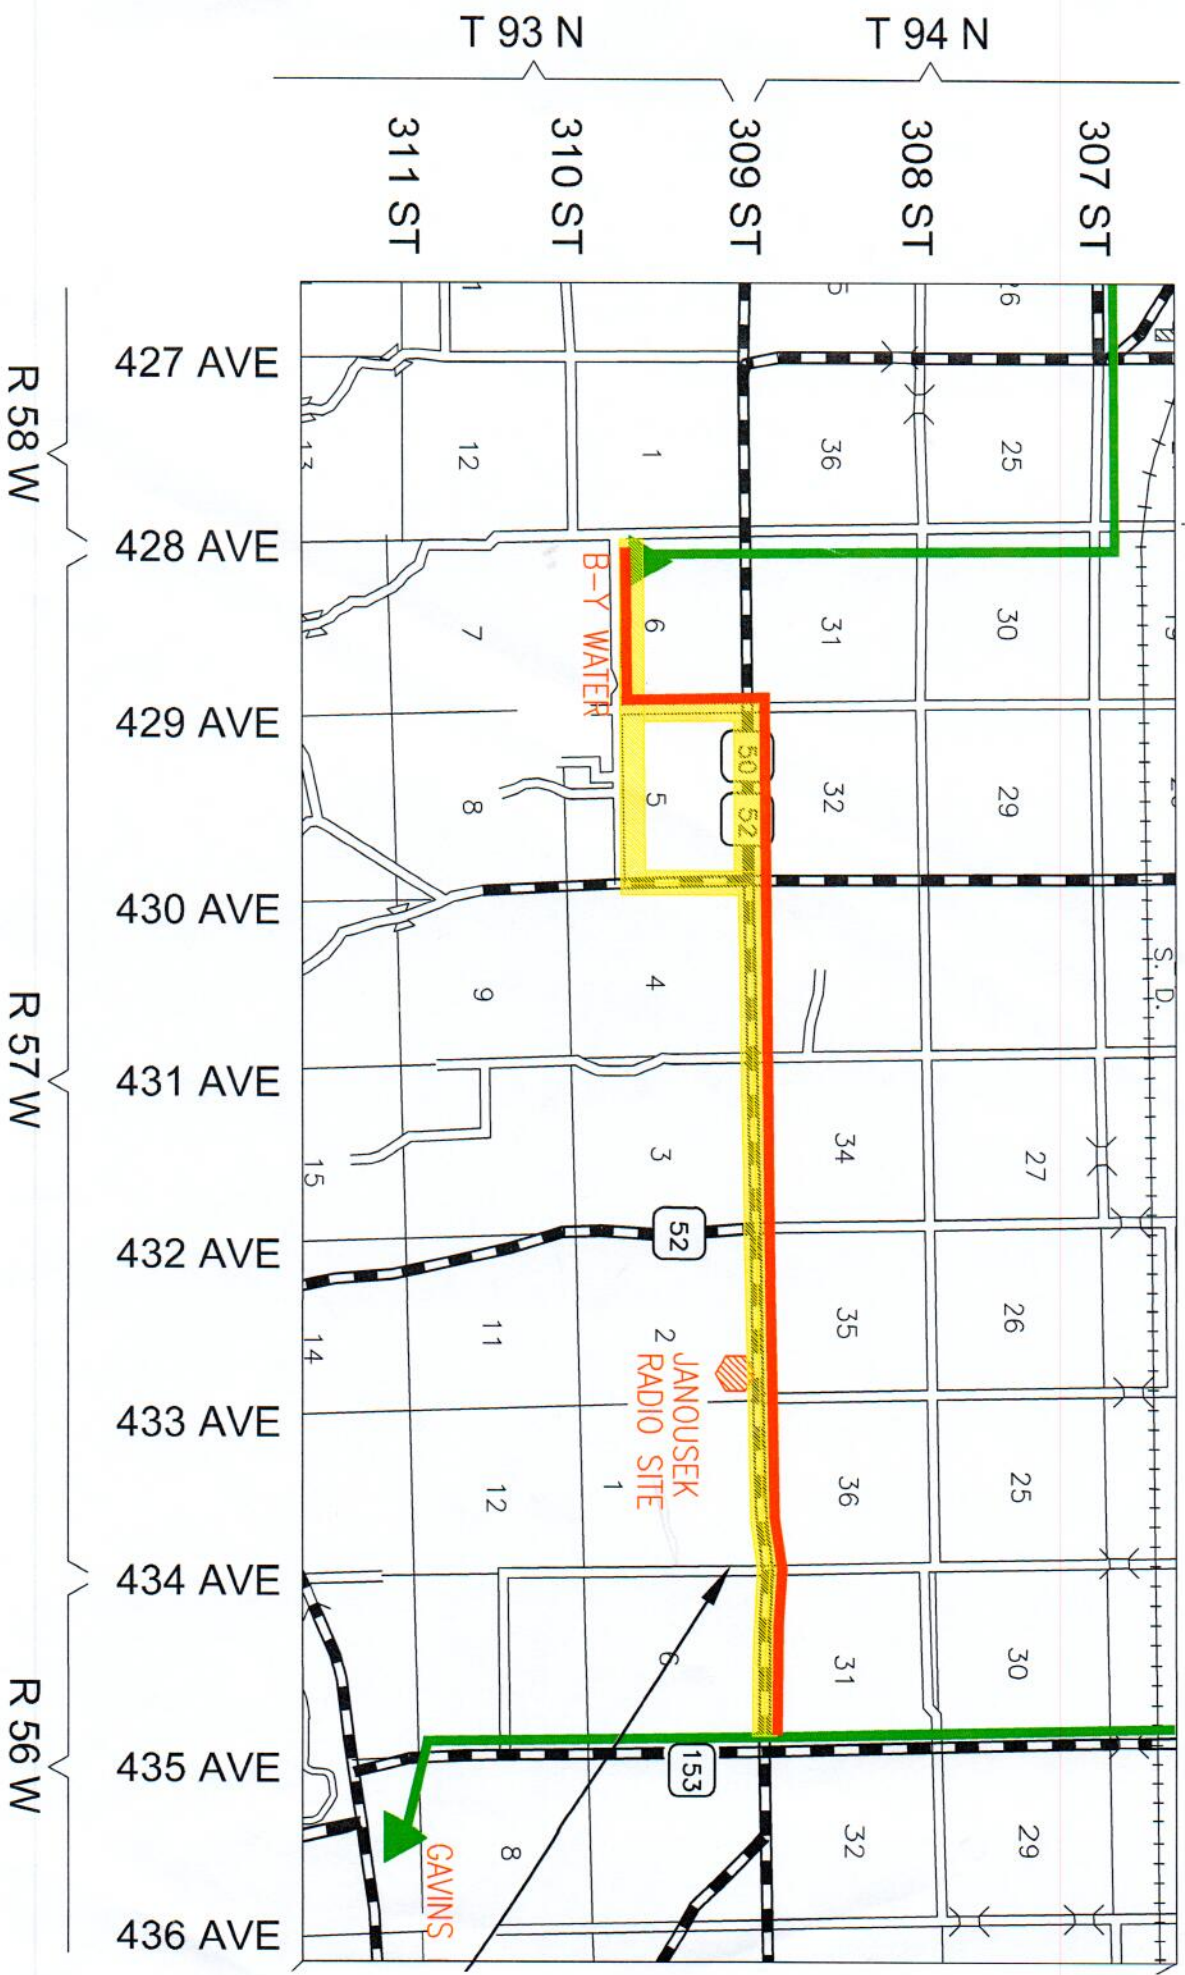 T 93 N
T 94 N
311 ST
310 ST
309 ST
308 ST
307 ST
427 AVE
428 AVE
429 AVE
430 AVE
431 AVE
432 AVE
433 AVE
434 AVE
435 AVE
436 AVE
R 58 W
R 57 W
R 56 W
13
12
1
36
25
7
6
31
30
B-Y WATER
8
5
50
52
32
29
9
4
S. D.
15
3
34
27
52
14
11
2
35
26
JANOUSEK
RADIO SITE
12
1
36
25
6
31
30
153
8
32
29
GAVINS